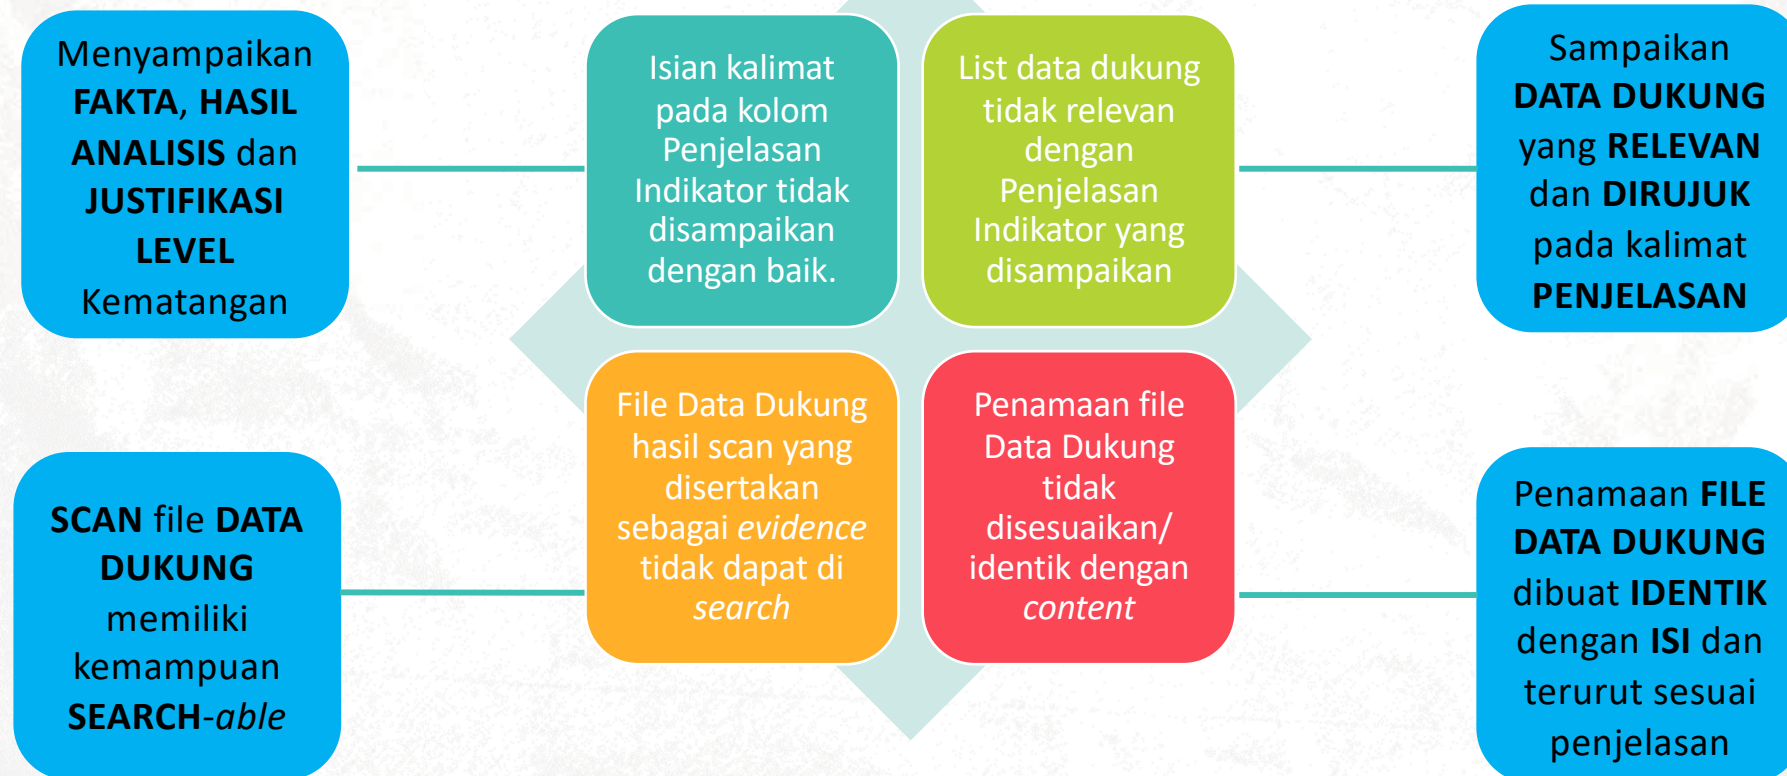 Menyampaikan
FAKTA, HASIL
ANALISIS dan
JUSTIFIKASI
LEVEL
Kematangan
Isian kalimat
pada kolom
Penjelasan
Indikator tidak
disampaikan
dengan baik.
List data dukung
tidak relevan
dengan
Penjelasan
Indikator yang
disampaikan
Sampaikan
DATA DUKUNG
yang RELEVAN
dan DIRUJUK
pada kalimat
PENJELASAN
SCAN file DATA
DUKUNG
memiliki
kemampuan
SEARCH-able
File Data Dukung
hasil scan yang
disertakan
sebagai evidence
tidak dapat di
search
Penamaan file
Data Dukung
tidak
disesuaikan/
identik dengan
content
Penamaan FILE
DATA DUKUNG
dibuat IDENTIK
dengan ISI dan
terurut sesuai
penjelasan